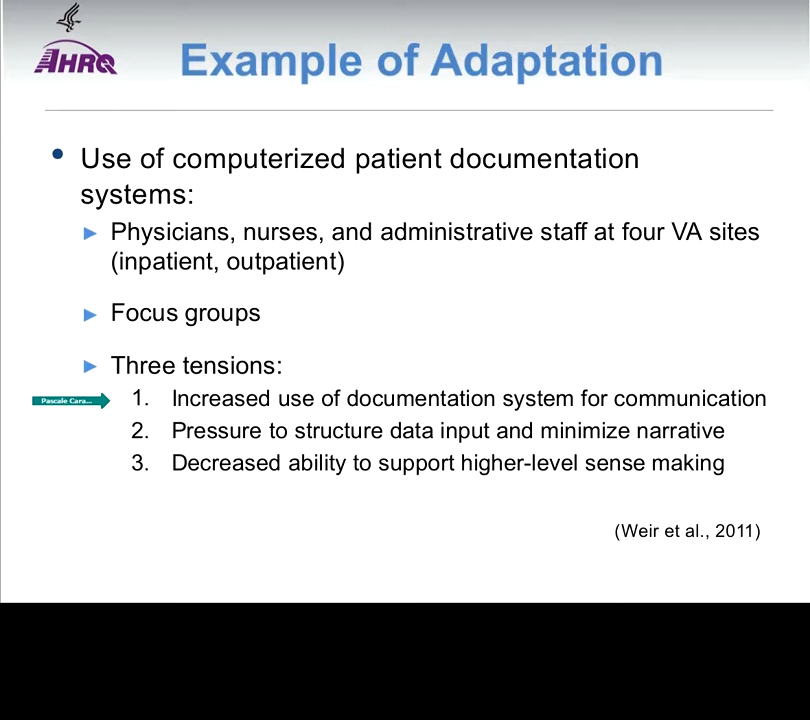 AHRQ
Example of Adaptation
Use of computerized patient documentation
systems:
Physicians, nurses, and administrative staff at four VA sites
(inpatient, outpatient)
Focus groups
Three tensions:
Pascale Cara...
1. Increased use of documentation system for communication
2. Pressure to structure data input and minimize narrative
3. Decreased ability to support higher-level sense making
(Weir et al., 2011)